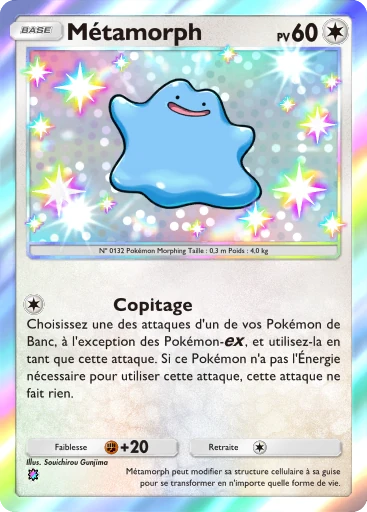 BASE
Métamorph
PV 60
N° 0132 Pokémon Morphing Taille : 0,3 m Poids : 4,0 kg
Copitage
Choisissez une des attaques d'un de vos Pokémon de
Banc, à l'exception des Pokémon-ex, et utilisez-la en
tant que cette attaque. Si ce Pokémon n'a pas l'Énergie
nécessaire pour utiliser cette attaque, cette attaque ne
fait rien.
Faiblesse +20
Retraite
Illus. Souichirou Gunjima
Métamorph peut modifier sa structure cellulaire à sa guise
pour se transformer en n'importe quelle forme de vie.